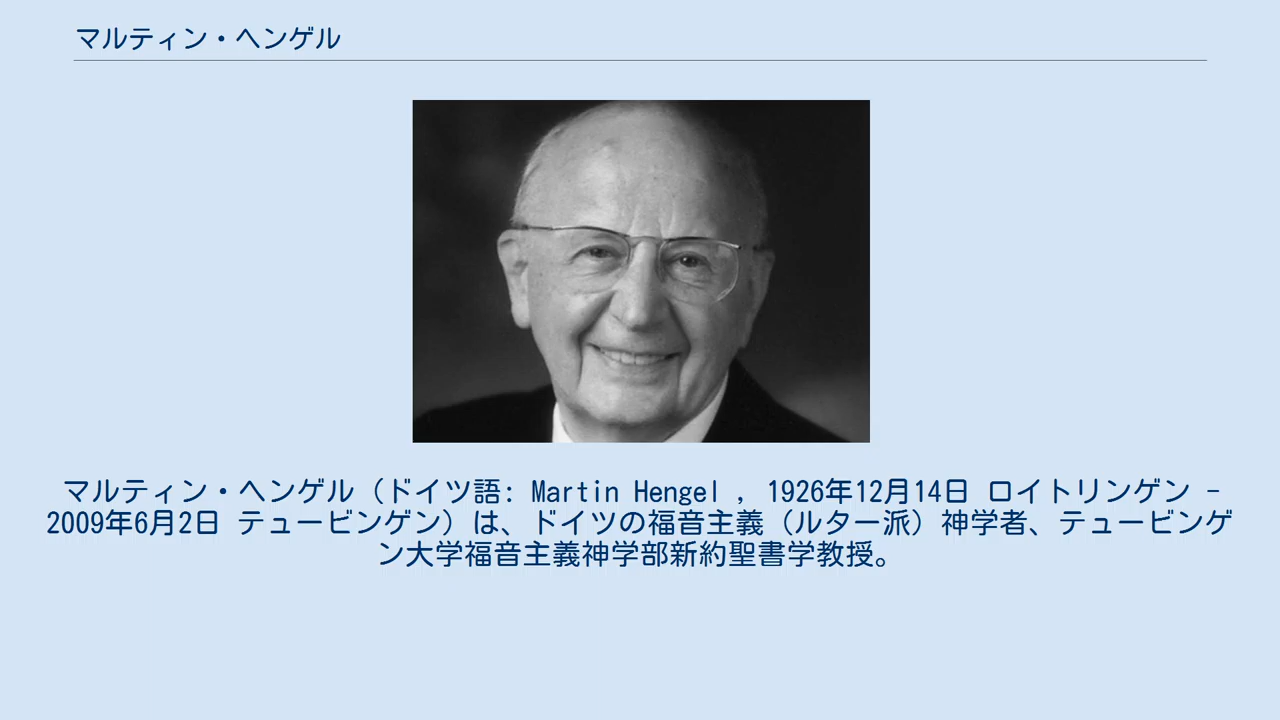 マルティン・ヘンゲル
マルティン・ヘンゲル（ドイツ語: Martin Hengel , 1926年12月14日 ロイトリンゲン -
2009年6月2日 テュービンゲン）は、ドイツの福音主義（ルター派）神学者、テュービンゲ
ン大学福音主義神学部新約聖書学教授。